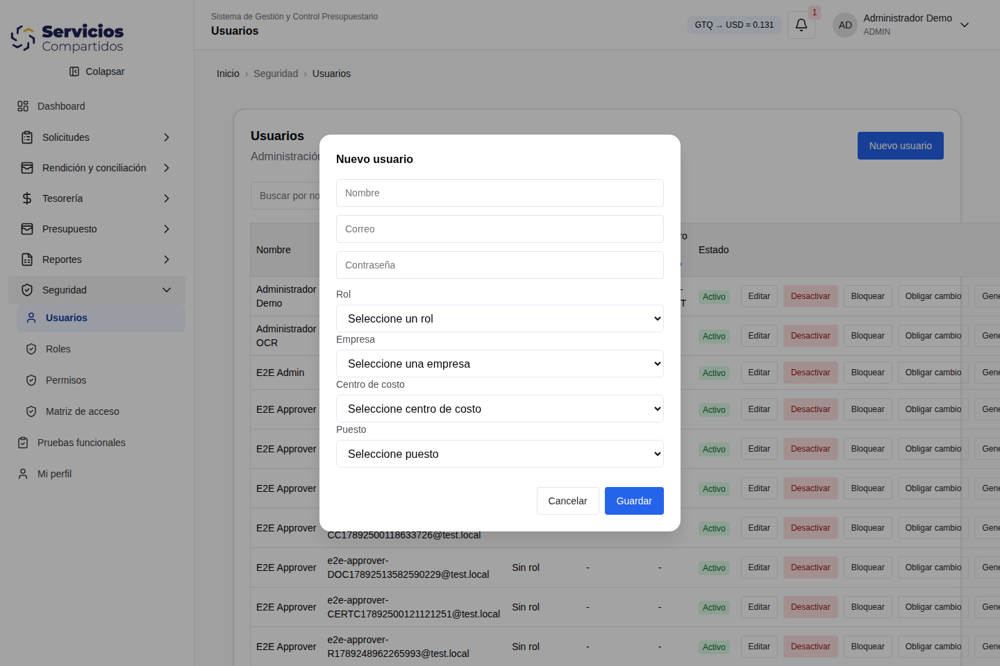 Servicios
Compartidos
Colapsar
Dashboard
Solicitudes
Rendición y conciliación
Tesorería
Presupuesto
Reportes
Seguridad
Usuarios
Roles
Permisos
Matriz de acceso
Pruebas funcionales
Mi perfil
Sistema de Gestión y Control Presupuestario
Usuarios
GTQ → USD = 0.131
1
AD
Administrador Demo
ADMIN
Inicio › Seguridad › Usuarios
Usuarios
Administración
Nuevo usuario
Buscar por no
Nombre
Estado
Administrador
Demo
Activo Editar Desactivar Bloquear Obligar cambio Gene
Administrador
OCR
Activo Editar Desactivar Bloquear Obligar cambio Gene
E2E Admin
Activo Editar Desactivar Bloquear Obligar cambio Gene
E2E Approver
Activo Editar Desactivar Bloquear Obligar cambio Gene
E2E Approver
Activo Editar Desactivar Bloquear Obligar cambio Gene
E2E Approver
Activo Editar Desactivar Bloquear Obligar cambio Gene
E2E Approver
CC17892500118633726@test.local
Activo Editar Desactivar Bloquear Obligar cambio Gene
E2E Approver
e2e-approver-
DOC17892513582590229@test.local
Sin rol - - Activo Editar Desactivar Bloquear Obligar cambio Gene
E2E Approver
e2e-approver-
CERTC17892500121121251@test.local
Sin rol - - Activo Editar Desactivar Bloquear Obligar cambio Gene
E2E Approver
e2e-approver-
R1789248962265993@test.local
Sin rol - - Activo Editar Desactivar Bloquear Obligar cambio Gene
Nuevo usuario
Nombre
Correo
Contraseña
Rol
Seleccione un rol
Empresa
Seleccione una empresa
Centro de costo
Seleccione centro de costo
Puesto
Seleccione puesto
Cancelar
Guardar